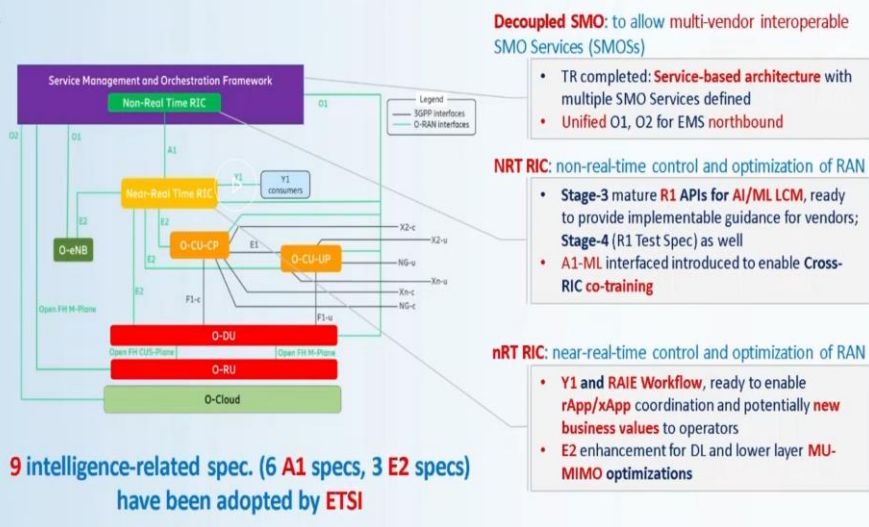 Decoupled SMO: to allow multi-vendor interoperable
SMO Services (SMOSs)
• TR completed: Service-based architecture with
multiple SMO Services defined
• Unified O1, O2 for EMS northbound
NRT RIC: non-real-time control and optimization of RAN
• Stage-3 mature R1 APIs for AI/ML LCM, ready
to provide implementable guidance for vendors;
Stage-4 (R1 Test Spec) as well
• A1-ML interfaced introduced to enable Cross-
RIC co-training
nRT RIC: near-real-time control and optimization of RAN
• Y1 and RAIE Workflow, ready to enable
rApp/xApp coordination and potentially new
business values to operators
• E2 enhancement for DL and lower layer MU-
MIMO optimizations
Service Management and Orchestration Framework
Non-Real Time RIC
O1
Legend
3GPP interfaces
O-RAN interfaces
O2
O1
A1
Near-Real Time RIC
Y1
Y1
consumers
E2
E2
O-eNB
O-CU-CP
E1
O-CU-UP
X2-c
X2-u
NG-u
Xn-u
Xn-c
NG-c
E2
E2
F1-c
F1-u
Open FH M-Plane
O-DU
Open FH CUS-Plane
Open FH M-Plane
O-RU
O-Cloud
9 intelligence-related spec. (6 A1 specs, 3 E2 specs)
have been adopted by ETSI